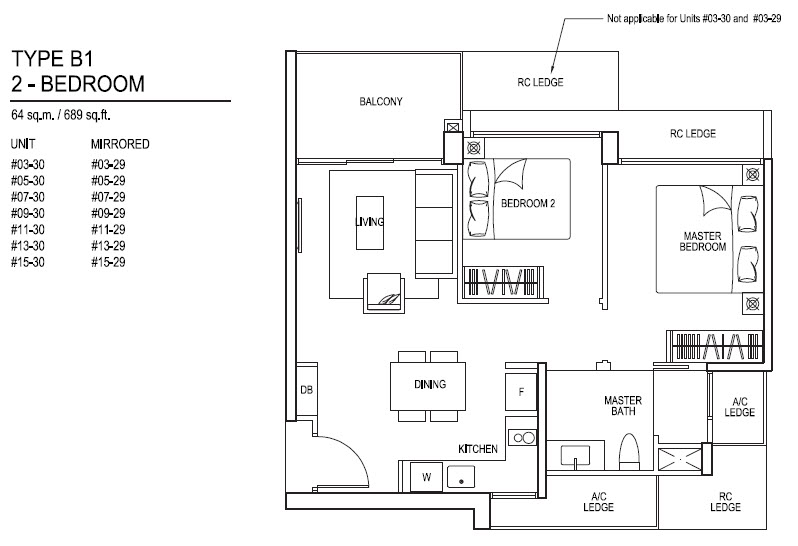 Not applicable for Units #03-30 and #03-29
TYPE B1
2 - BEDROOM
64 sq.m. / 689 sq.ft.
UNIT MIRRORED
#03-30 #03-29
#05-30 #05-29
#07-30 #07-29
#09-30 #09-29
#11-30 #11-29
#13-30 #13-29
#15-30 #15-29
RC LEDGE
BALCONY
RC LEDGE
BEDROOM 2
LIVING
MASTER
BEDROOM
DINING
DB
F
MASTER
BATH
A/C
LEDGE
KITCHEN
W
A/C
LEDGE
RC
LEDGE